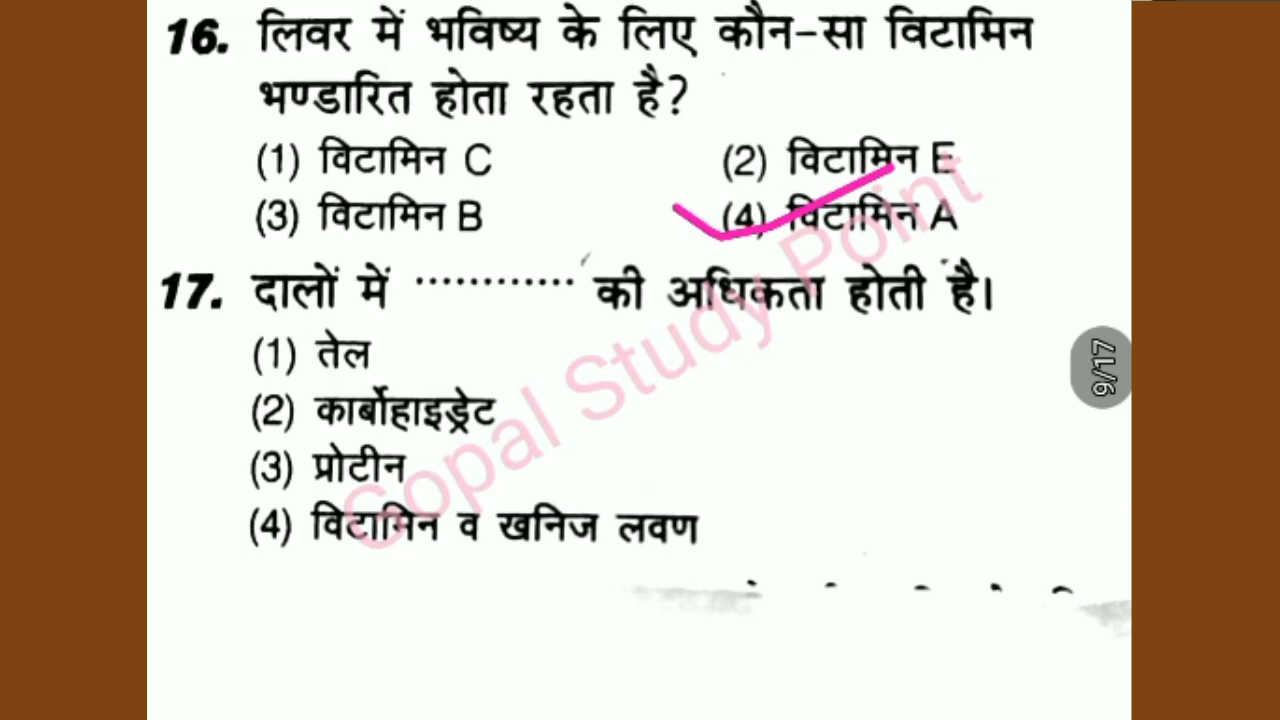 16. लिवर में भविष्य के लिए कौन-सा विटामिन
भण्डारित होता रहता है?
(1) विटामिन C (2) विटामिन E
(3) विटामिन B (4) विटामिन A
17. दालों में ............ की अधिकता होती है।
(1) तेल
(2) कार्बोहाइड्रेट
(3) प्रोटीन
(4) विटामिन व खनिज लवण
Gopal Study Point
9/17